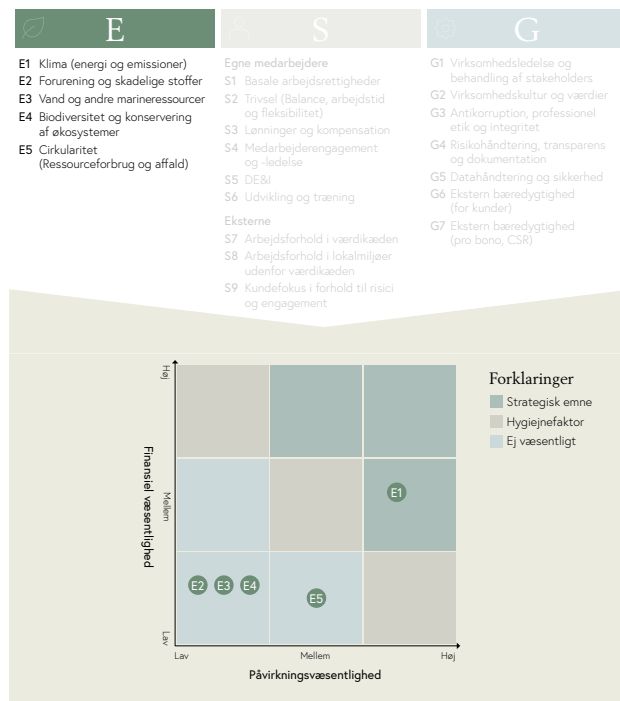 E
E1 Klima (energi og emissioner)
E2 Forurening og skadelige stoffer
E3 Vand og andre marineressourcer
E4 Biodiversitet og konservering
af økosystemer
E5 Cirkularitet
(Ressourceforbrug og affald)
S
Egne medarbejdere
S1 Basale arbejdsrettigheder
S2 Trivsel (Balance, arbejdstid
og fleksibilitet)
S3 Lønninger og kompensation
S4 Medarbejderengagement
og -ledelse
S5 DE&I
S6 Udvikling og træning
Eksterne
S7 Arbejdsforhold i værdikæden
S8 Arbejdsforhold i lokalmiljøer
udenfor værdikæden
S9 Kundefokus i forhold til risici
og engagement
G
G1 Virksomhedsledelse og
behandling af stakeholders
G2 Virksomhedskultur og værdier
G3 Antikorruption, professionel
etik og integritet
G4 Risikohåndtering, transparens
og dokumentation
G5 Datahåndtering og sikkerhed
G6 Ekstern bæredygtighed
(for kunder)
G7 Ekstern bæredygtighed
(pro bono, CSR)
Finansiel væsentlighed
Høj
Mellem
Lav
E1
E2 E3 E4
E5
Lav Mellem Høj
Påvirkningsvæsentlighed
Forklaringer
Strategisk emne
Hygiejnefaktor
Ej væsentligt